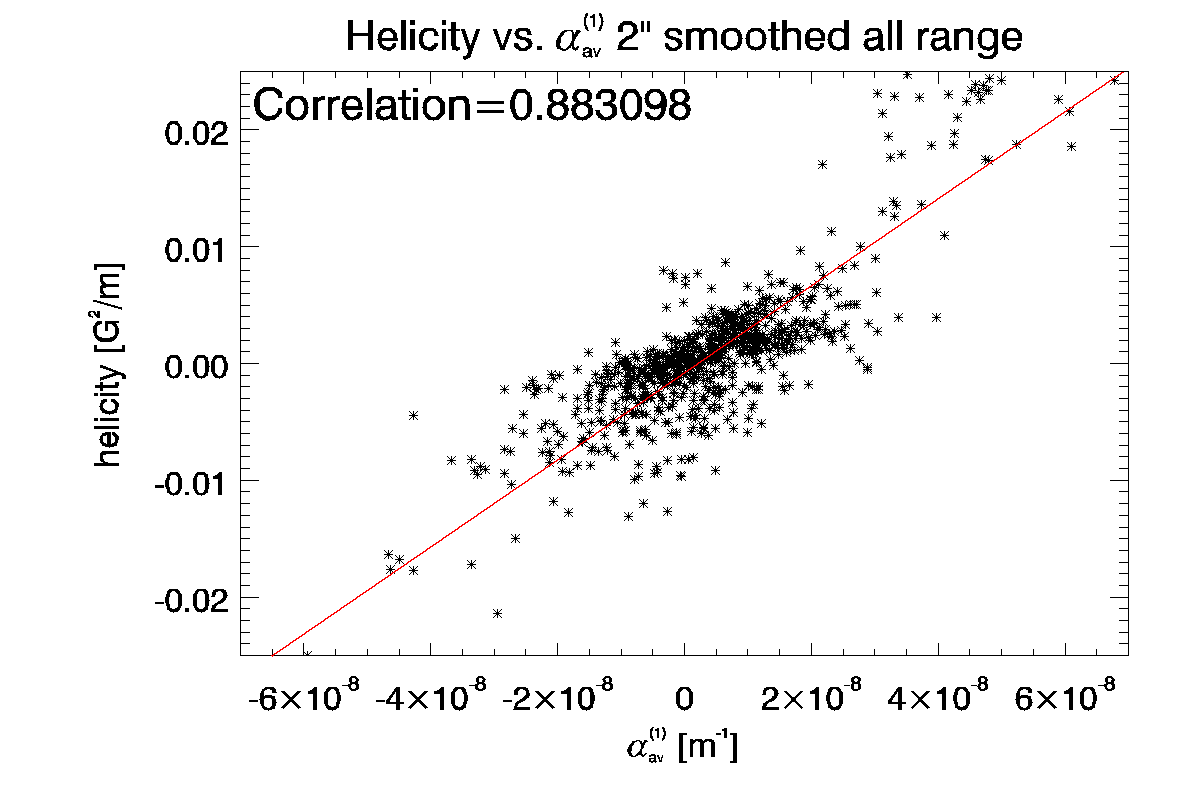 Helicity vs. α_av^(1) 2" smoothed all range
Correlation=0.883098
0.02
0.01
0.00
-0.01
-0.02
helicity [G²/m]
-6×10⁻⁸ -4×10⁻⁸ -2×10⁻⁸ 0 2×10⁻⁸ 4×10⁻⁸ 6×10⁻⁸
α_av^(1) [m⁻¹]